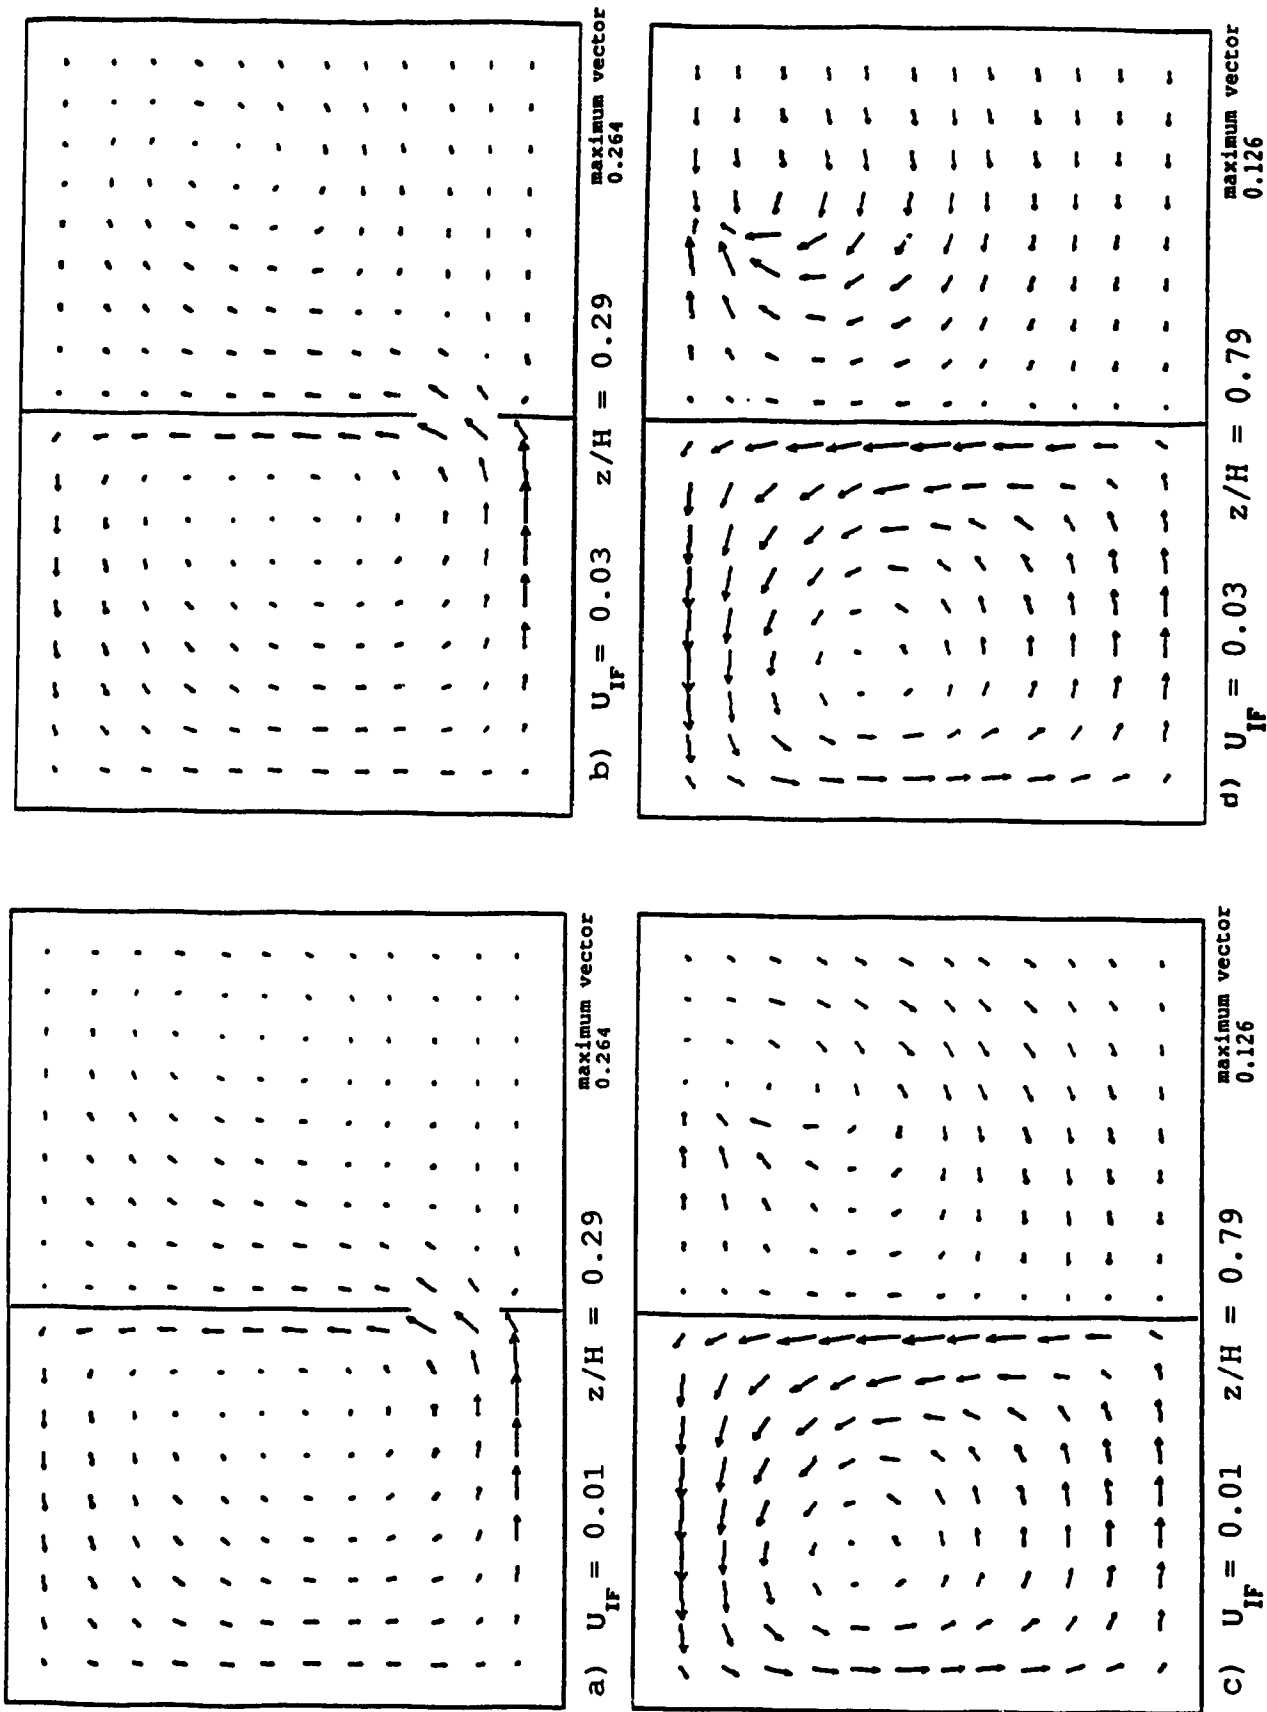 a) U_IF = 0.01 z/H = 0.29
maximum vector
0.264
b) U_IF = 0.03 z/H = 0.29
maximum vector
0.264
c) U_IF = 0.01 z/H = 0.79
maximum vector
0.126
d) U_IF = 0.03 z/H = 0.79
maximum vector
0.126